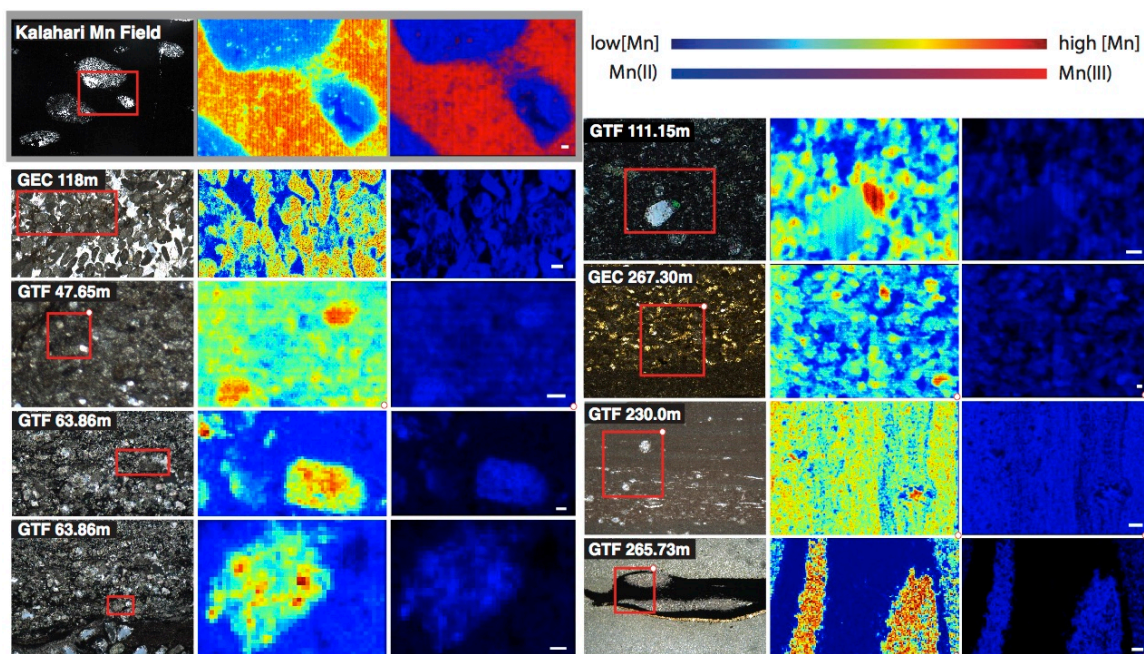 Kalahari Mn Field
low[Mn] high [Mn]
Mn(II) Mn(III)
GEC 118m
GTF 47.65m
GTF 63.86m
GTF 63.86m
GTF 111.15m
GEC 267.30m
GTF 230.0m
GTF 265.73m